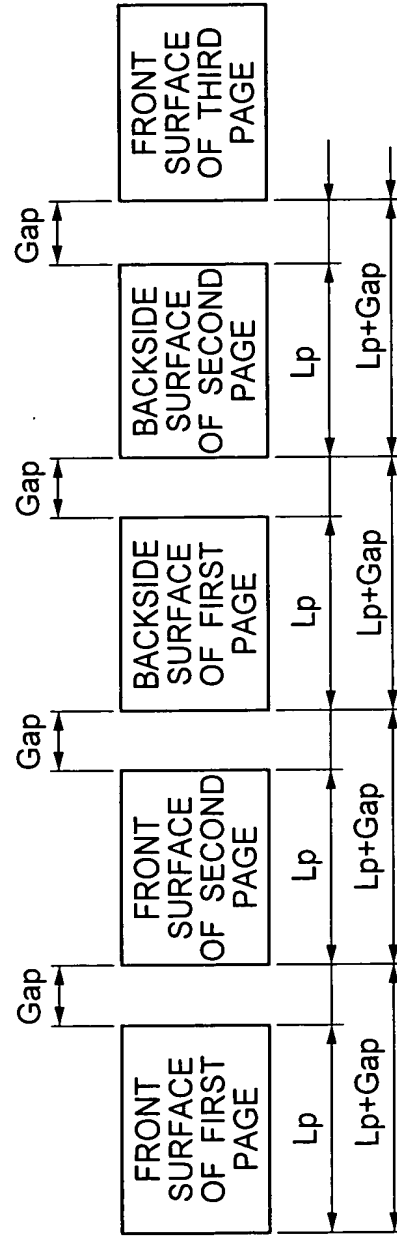 Gap
Gap
Gap
Gap
FRONT
SURFACE
OF FIRST
PAGE
FRONT
SURFACE
OF SECOND
PAGE
BACKSIDE
SURFACE
OF FIRST
PAGE
BACKSIDE
SURFACE
OF SECOND
PAGE
FRONT
SURFACE
OF THIRD
PAGE
Lp
Lp
Lp
Lp
Lp+Gap
Lp+Gap
Lp+Gap
Lp+Gap